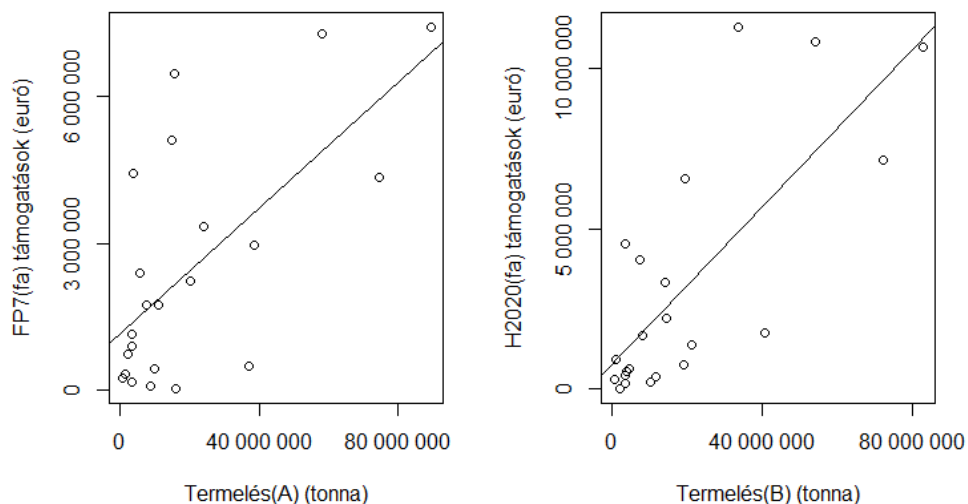 FP7(fa) támogatások (euró)
6 000 000
3 000 000
0
0
40 000 000
80 000 000
Termelés(A) (tonna)
H2020(fa) támogatások (euró)
10 000 000
5 000 000
0
0
40 000 000
80 000 000
Termelés(B) (tonna)